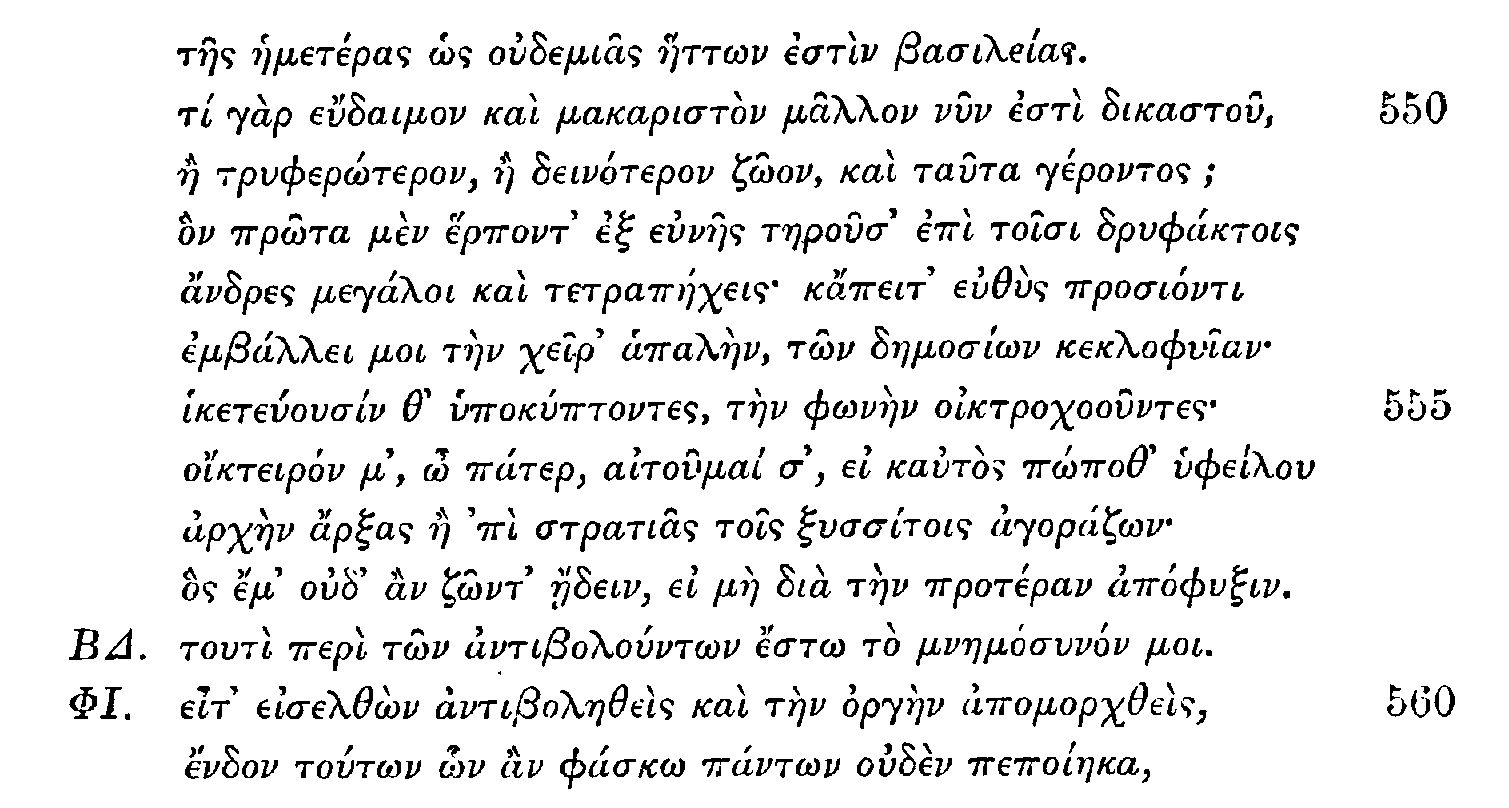 τῆς ἡμετέρας ὡς οὐδεμιᾶς ἥττων ἐστὶν βασιλείας.
τί γὰρ εὔδαιμον καὶ μακαριστὸν μᾶλλον νῦν ἐστὶ δικαστοῦ, 550
ἢ τρυφερώτερον, ἢ δεινότερον ζῶον, καὶ ταῦτα γέροντος ;
ὃν πρῶτα μὲν ἕρποντ’ ἐξ εὐνῆς τηροῦσ’ ἐπὶ τοῖσι δρυφάκτοις
ἄνδρες μεγάλοι καὶ τετραπήχεις· κἄπειτ’ εὐθὺς προσιόντι
ἐμβάλλει μοι τὴν χεῖρ’ ἁπαλὴν, τῶν δημοσίων κεκλοφυῖαν·
ἱκετεύουσίν θ’ ὑποκύπτοντες, τὴν φωνὴν οἰκτροχοοῦντες· 555
οἴκτειρόν μ’, ὦ πάτερ, αἰτοῦμαί σ’, εἰ καὐτὸς πώποθ’ ὑφείλου
ἀρχὴν ἄρξας ἢ ’πὶ στρατιᾶς τοῖς ξυσσίτοις ἀγοράζων·
ὃς ἔμ’ οὐδ’ ἂν ζῶντ’ ᾔδειν, εἰ μὴ διὰ τὴν προτέραν ἀπόφυξιν.
ΒΔ. τουτὶ περὶ τῶν ἀντιβολούντων ἔστω τὸ μνημόσυνόν μοι.
ΦΙ. εἶτ’ εἰσελθὼν ἀντιβοληθεὶς καὶ τὴν ὀργὴν ἀπομορχθεὶς, 560
ἔνδον τούτων ὧν ἂν φάσκω πάντων οὐδὲν πεποίηκα,